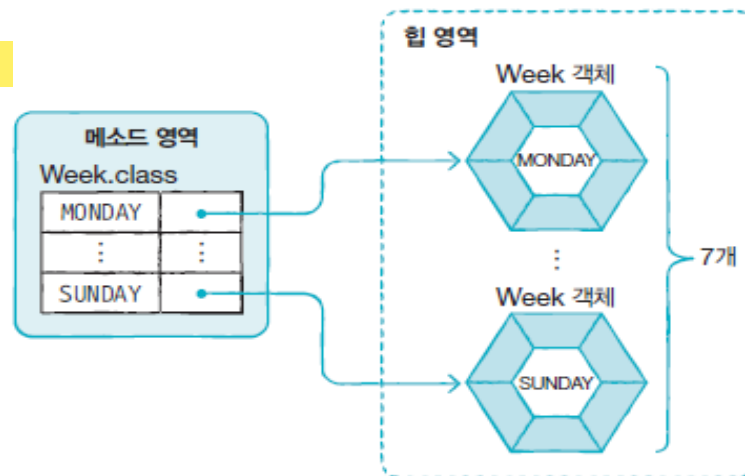 힙 영역
Week 객체
MONDAY
⋮
Week 객체
SUNDAY
7개
메소드 영역
Week.class
MONDAY
⋮ ⋮
SUNDAY